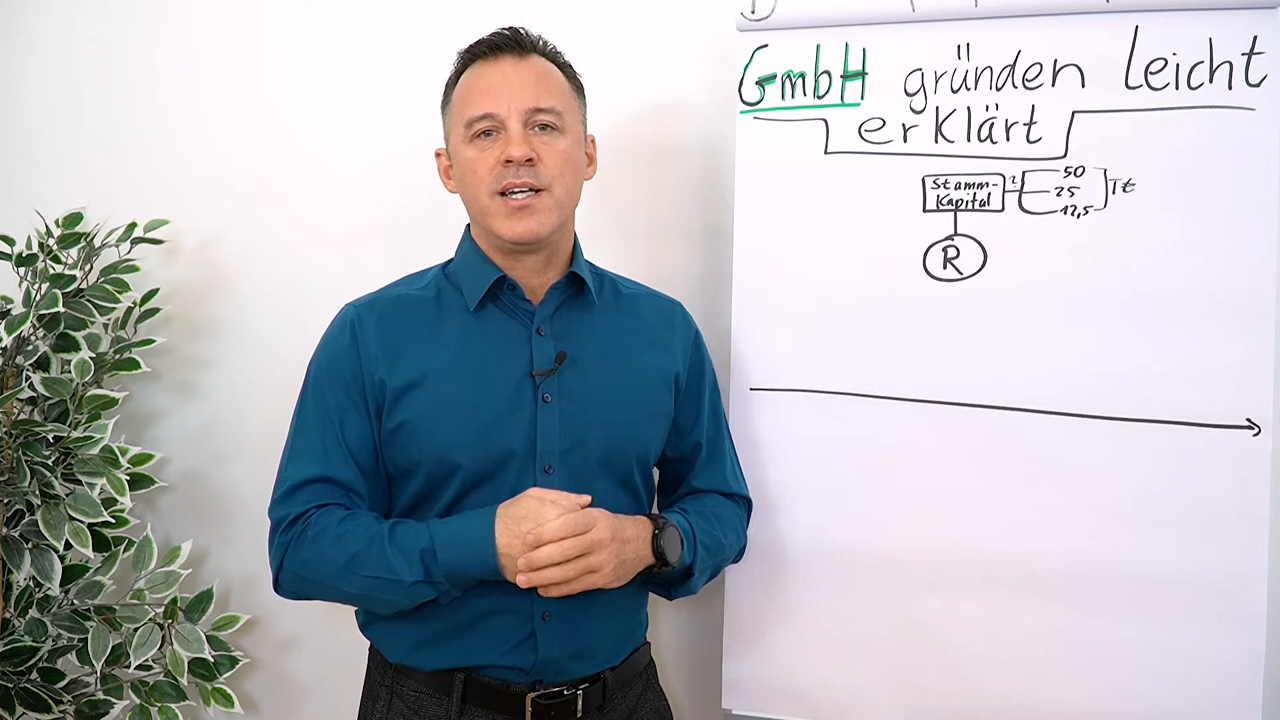 GmbH gründen leicht
erklärt
Stamm-
Kapital
?
50
25
12,5
T€
R